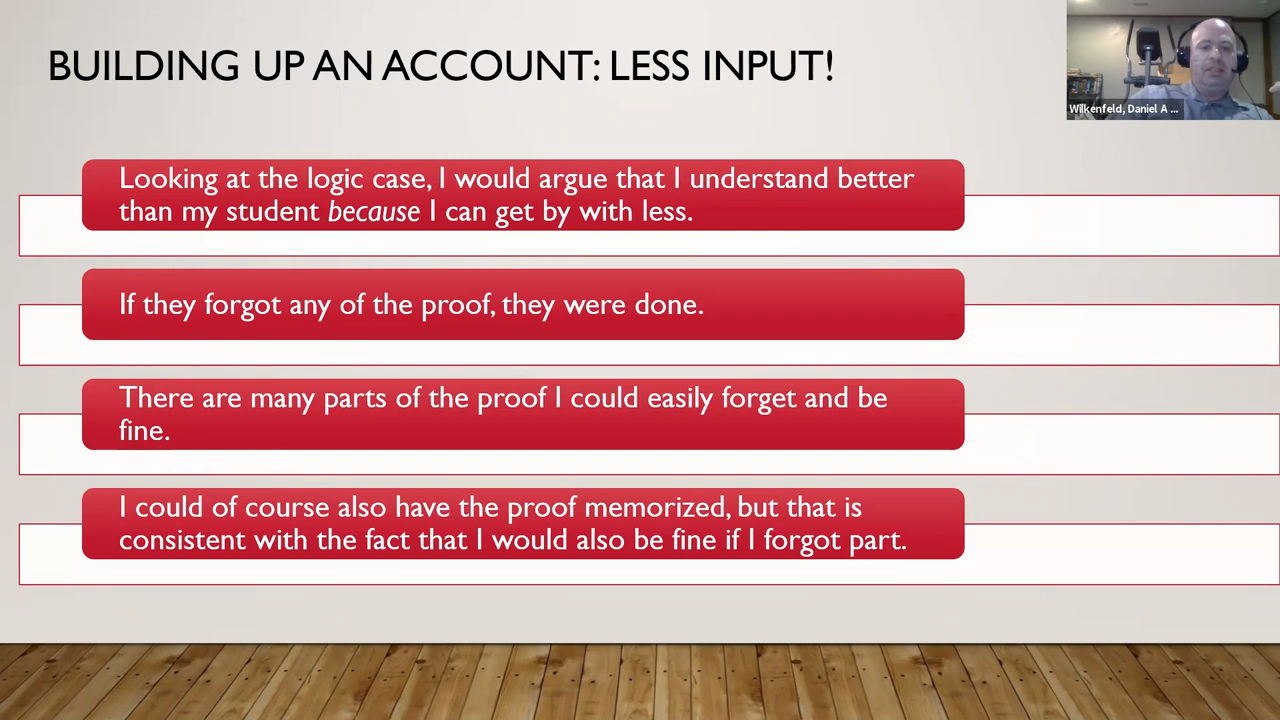 BUILDING UP AN ACCOUNT: LESS INPUT!
Wilkenfeld, Daniel A ...
Looking at the logic case, I would argue that I understand better
than my student because I can get by with less.
If they forgot any of the proof, they were done.
There are many parts of the proof I could easily forget and be
fine.
I could of course also have the proof memorized, but that is
consistent with the fact that I would also be fine if I forgot part.